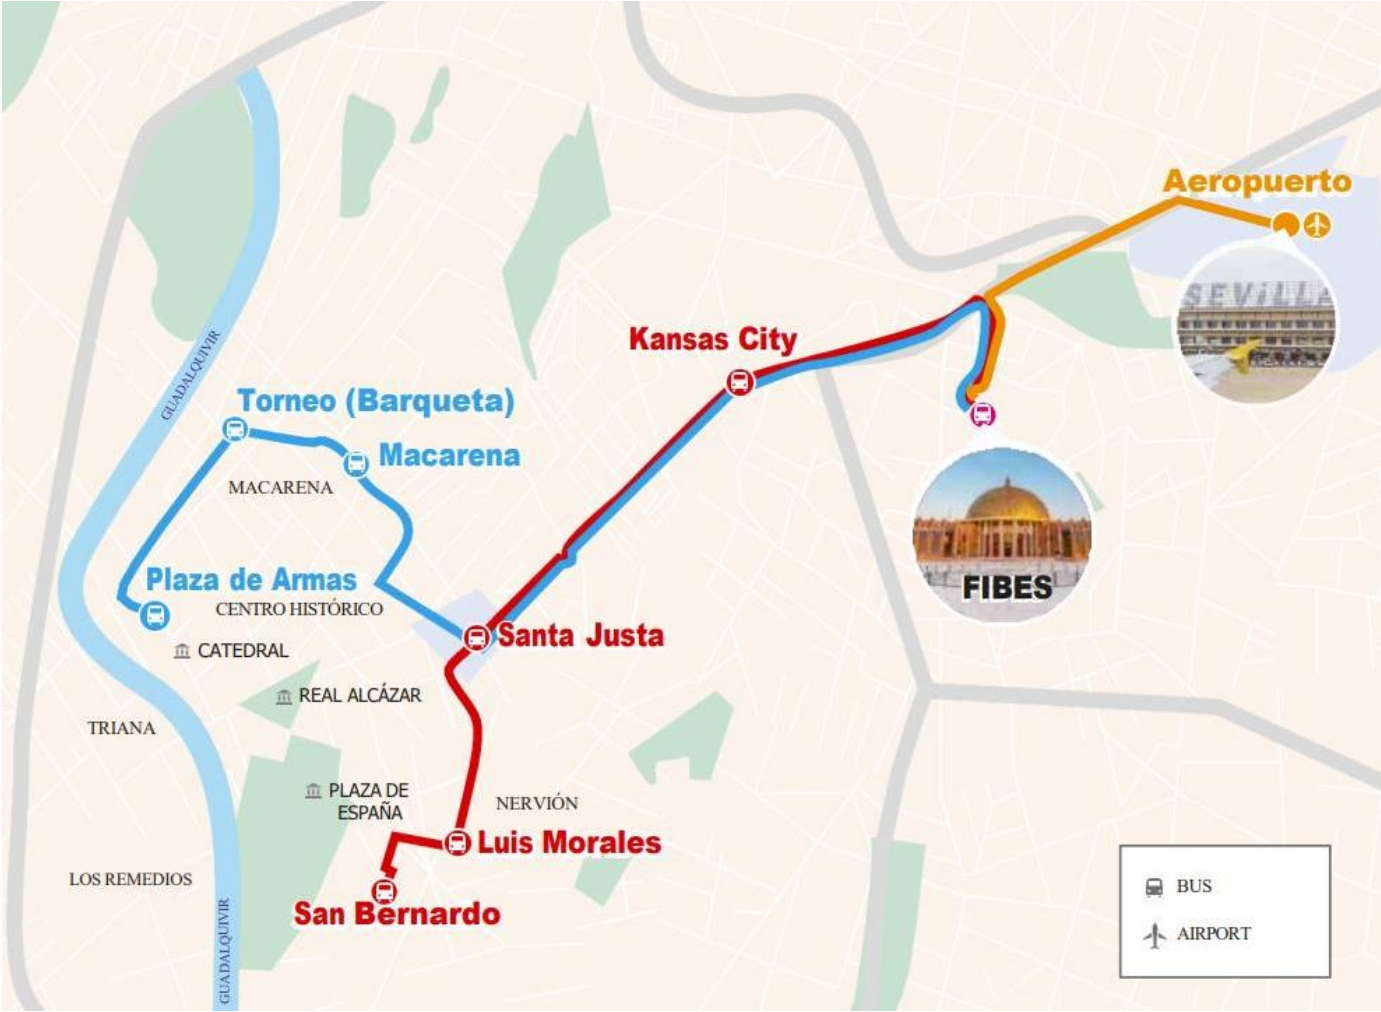 Aeropuerto
SEVILLA
Kansas City
GUADALQUIVIR
Torneo (Barqueta)
Macarena
MACARENA
FIBES
Plaza de Armas
CENTRO HISTÓRICO
Santa Justa
CATEDRAL
REAL ALCÁZAR
TRIANA
PLAZA DE
ESPAÑA
NERVIÓN
Luis Morales
LOS REMEDIOS
San Bernardo
GUADALQUIVIR
BUS
AIRPORT